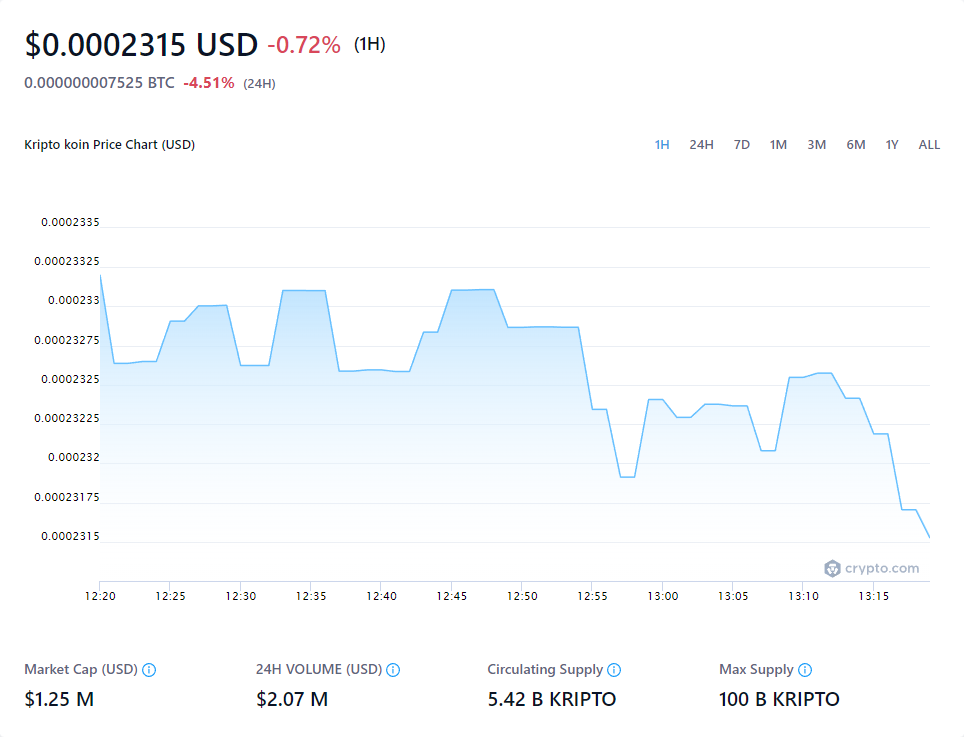 $0.0002315 USD -0.72% (1H)
0.000000007525 BTC -4.51% (24H)
Kripto koin Price Chart (USD) 1H 24H 7D 1M 3M 6M 1Y ALL
0.0002335
0.00023325
0.000233
0.00023275
0.0002325
0.00023225
0.000232
0.00023175
0.0002315
crypto.com
12:20 12:25 12:30 12:35 12:40 12:45 12:50 12:55 13:00 13:05 13:10 13:15
Market Cap (USD) 24H VOLUME (USD) Circulating Supply Max Supply
$1.25 M $2.07 M 5.42 B KRIPTO 100 B KRIPTO